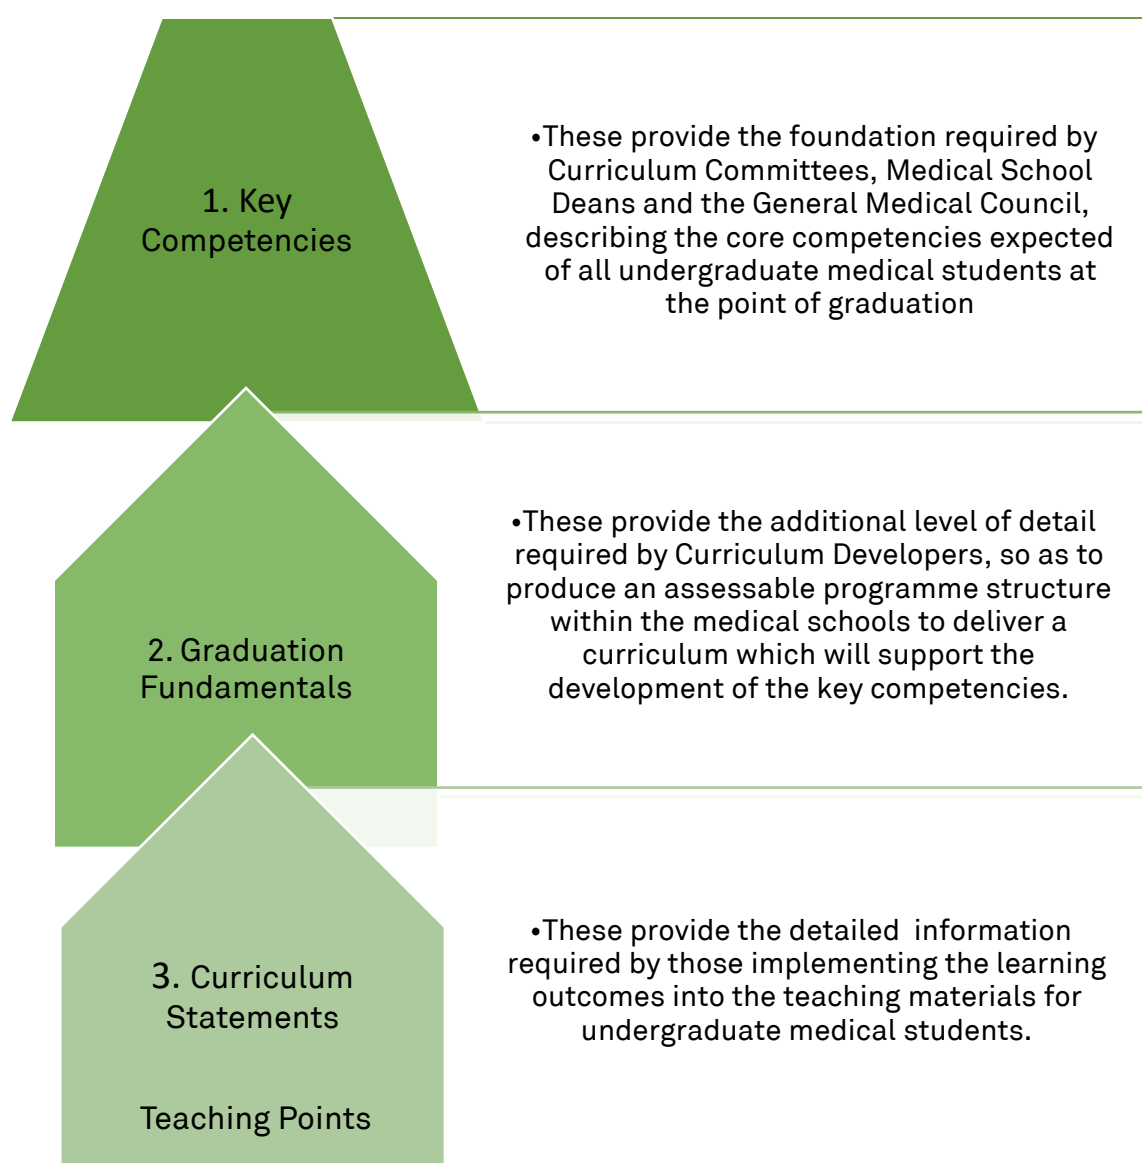 1. Key
Competencies
•These provide the foundation required by
Curriculum Committees, Medical School
Deans and the General Medical Council,
describing the core competencies expected
of all undergraduate medical students at
the point of graduation
2. Graduation
Fundamentals
•These provide the additional level of detail
required by Curriculum Developers, so as to
produce an assessable programme structure
within the medical schools to deliver a
curriculum which will support the
development of the key competencies.
3. Curriculum
Statements
Teaching Points
•These provide the detailed  information
required by those implementing the learning
outcomes into the teaching materials for
undergraduate medical students.